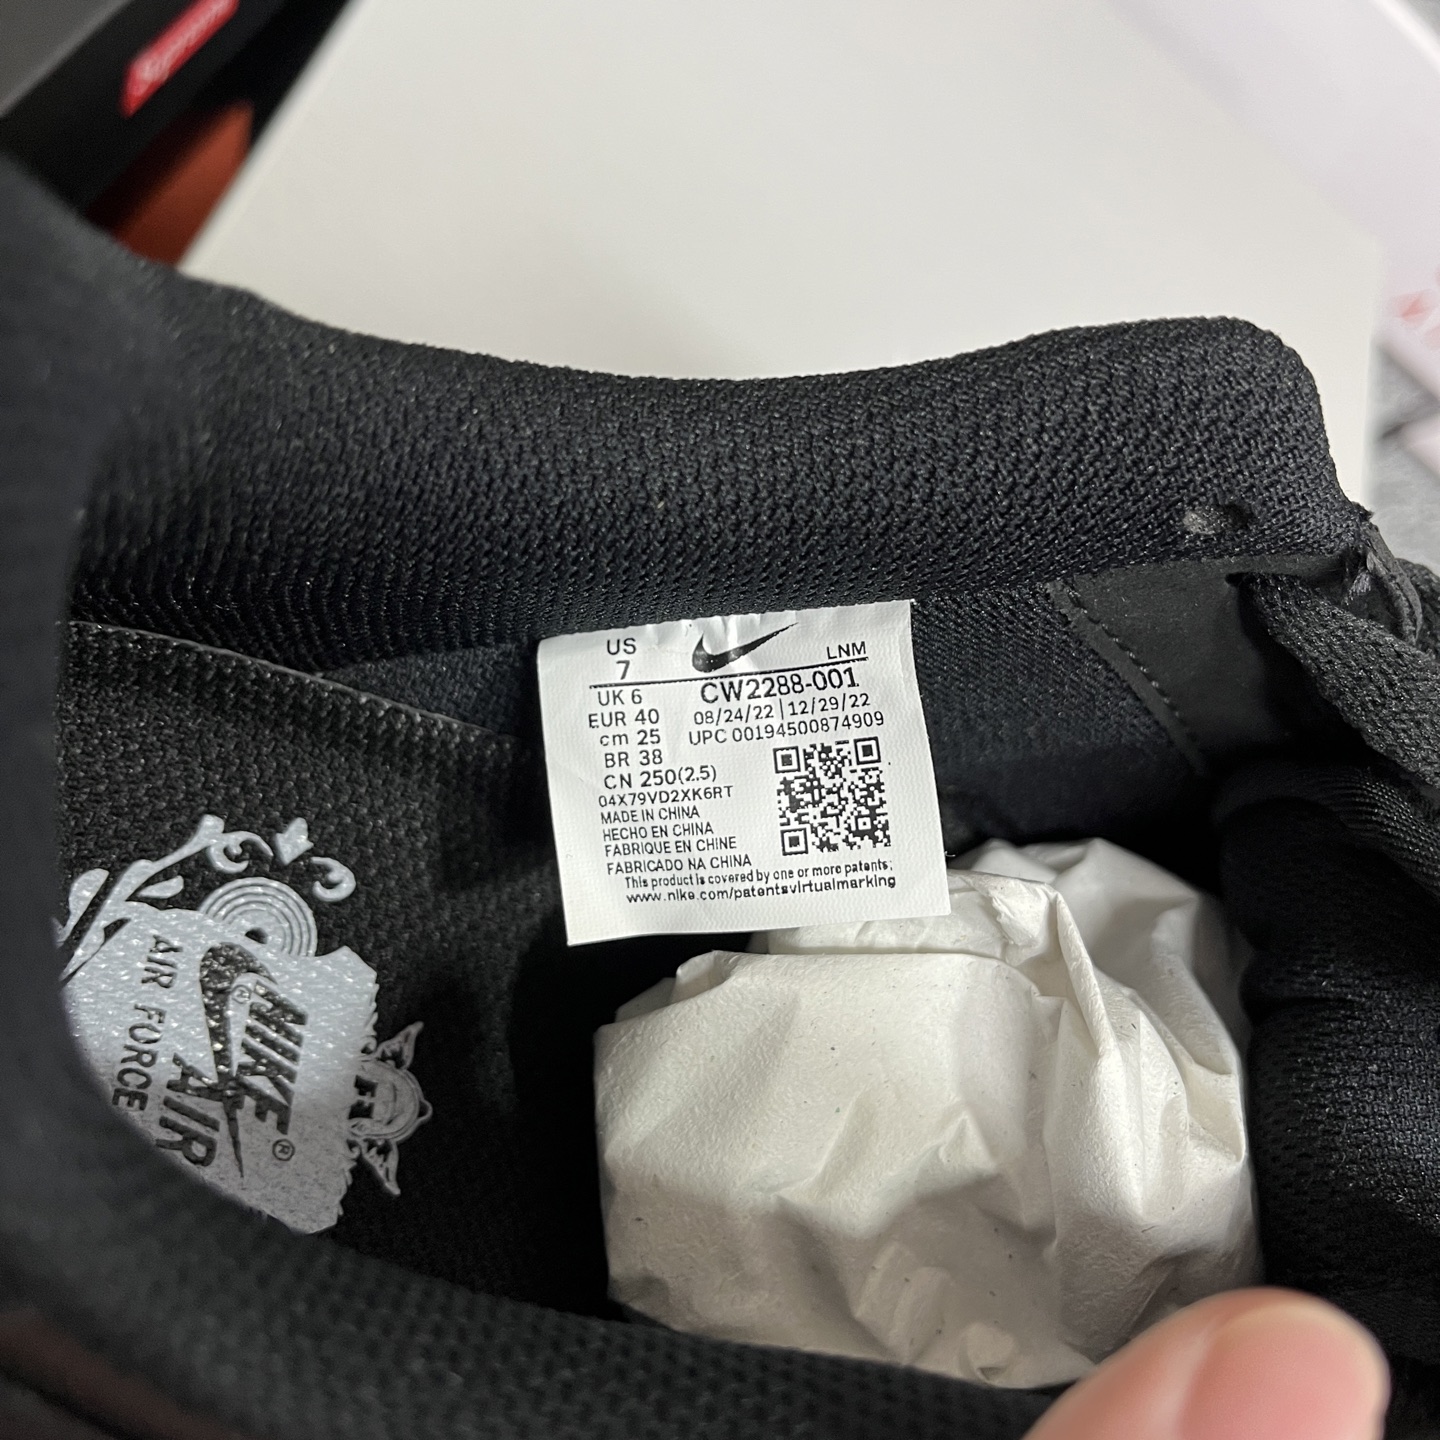 Supreme
US
7
LNM
UK 6
CW2288-001
EUR 40
08/24/22|12/29/22
cm 25
UPC 00194500874909
BR 38
CN 250(2.5)
04X79VD2XK6RT
MADE IN CHINA
HECHO EN CHINA
FABRIQUE EN CHINE
FABRICADO NA CHINA
This product is covered by one or more patents:
www.nike.com/patentsvirtualmarking
NIKE®
AIR
AIR® FORCE